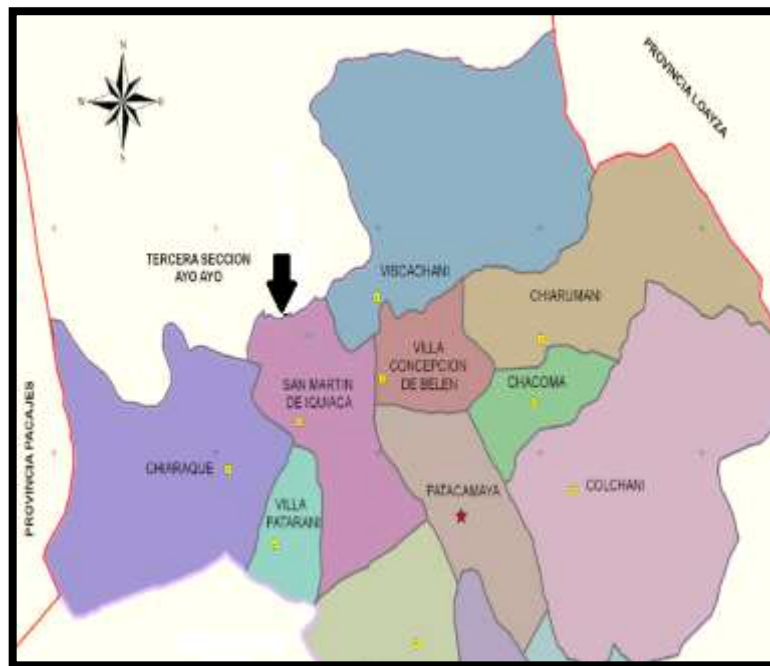 N
N
E
S
PROVINCIA LOAYZA
TERCERA SECCION
AYO AYO
VISCACHANI
CHIARUMANI
VILLA
CONCEPCION
DE BELEN
SAN MARTIN
DE IQUIACA
CHACOMA
PROVINCIA PACAJES
CHIARAQUE
VILLA
PATARANI
PATACAMAYA
COLCHANI